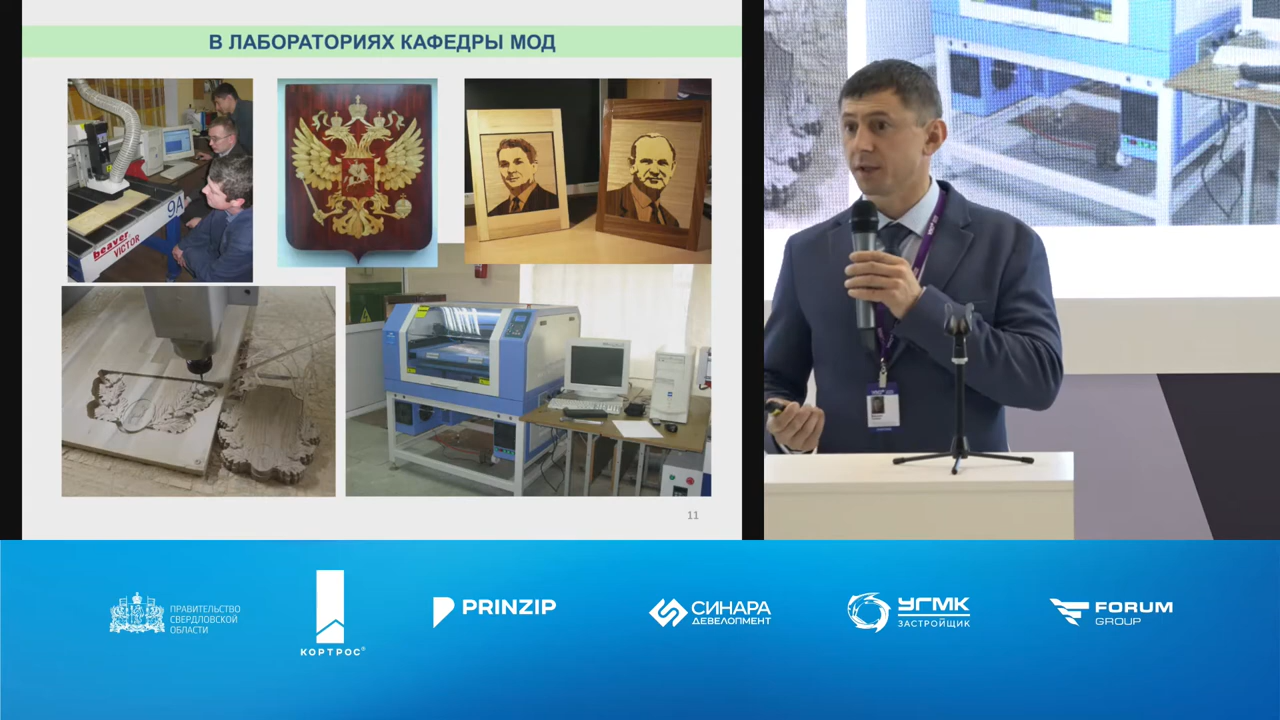 В ЛАБОРАТОРИЯХ КАФЕДРЫ МОД
9A
beaver
VICTOR
11
ПРАВИТЕЛЬСТВО
СВЕРДЛОВСКОЙ
ОБЛАСТИ
КОРТРОС®
PRINZIP
СИНАРА
ДЕВЕЛОПМЕНТ
УГМК
ЗАСТРОЙЩИК
FORUM
GROUP